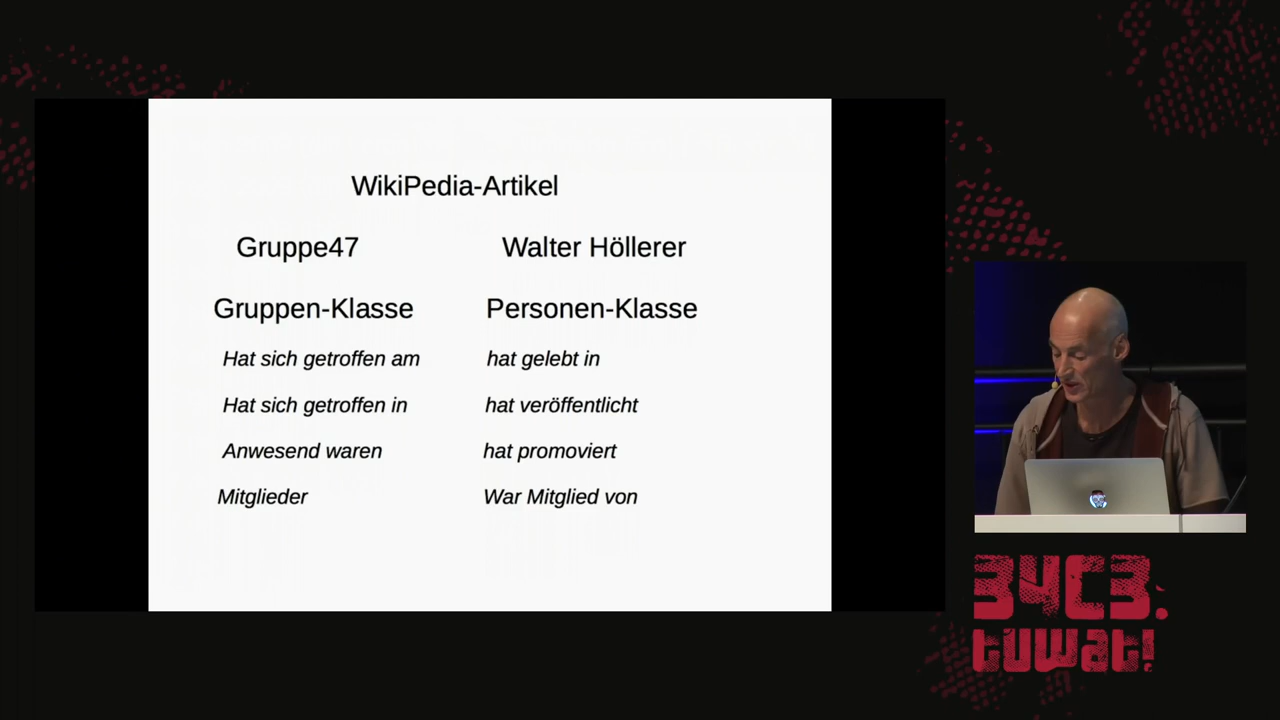 WikiPedia-Artikel
Gruppe47 Walter Höllerer
Gruppen-Klasse Personen-Klasse
Hat sich getroffen am hat gelebt in
Hat sich getroffen in hat veröffentlicht
Anwesend waren hat promoviert
Mitglieder War Mitglied von
34C3.
tuwat!